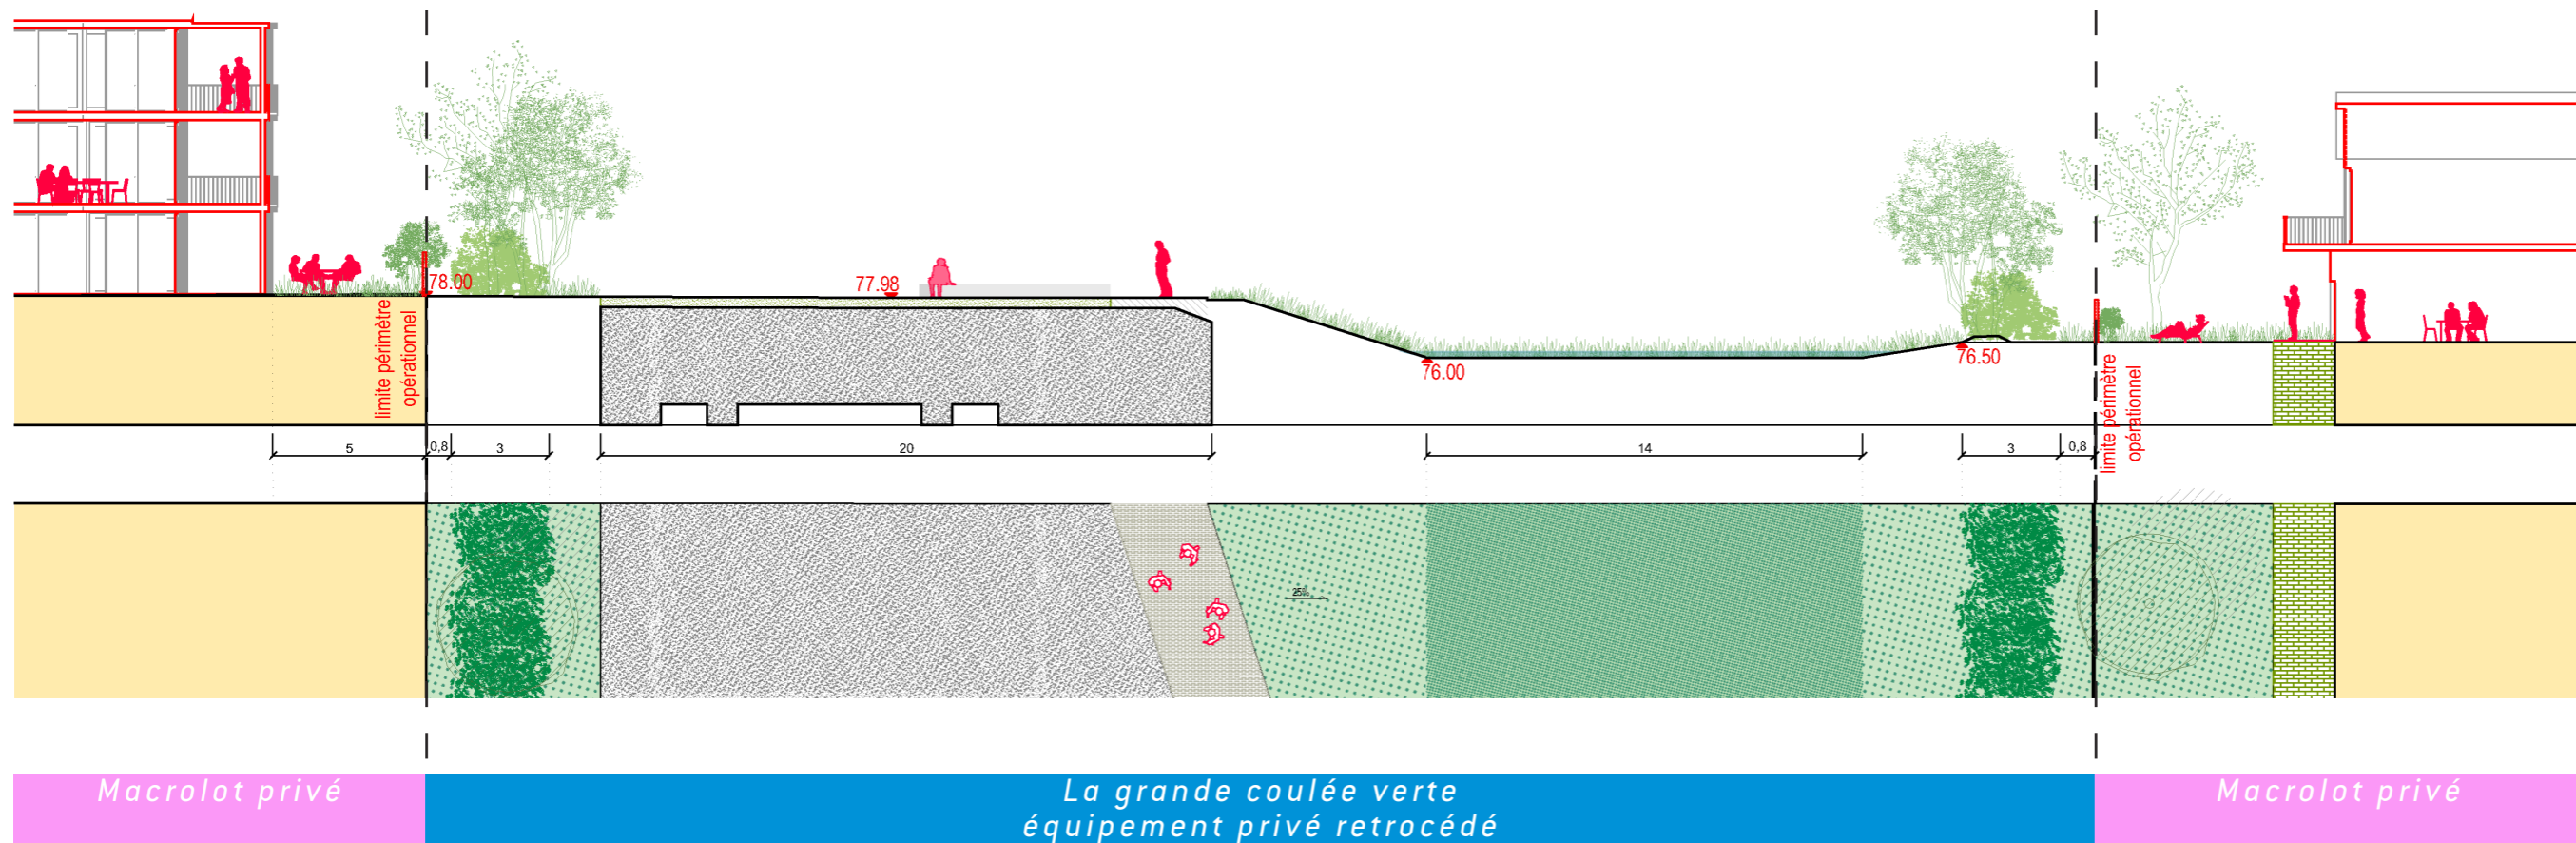 78.00
77.98
76.00
76.50
limite périmètre
opérationnel
limite périmètre
opérationnel
5
0,8
3
20
14
3
0,8
25%
Macrolot privé
La grande coulée verte
équipement privé retrocédé
Macrolot privé